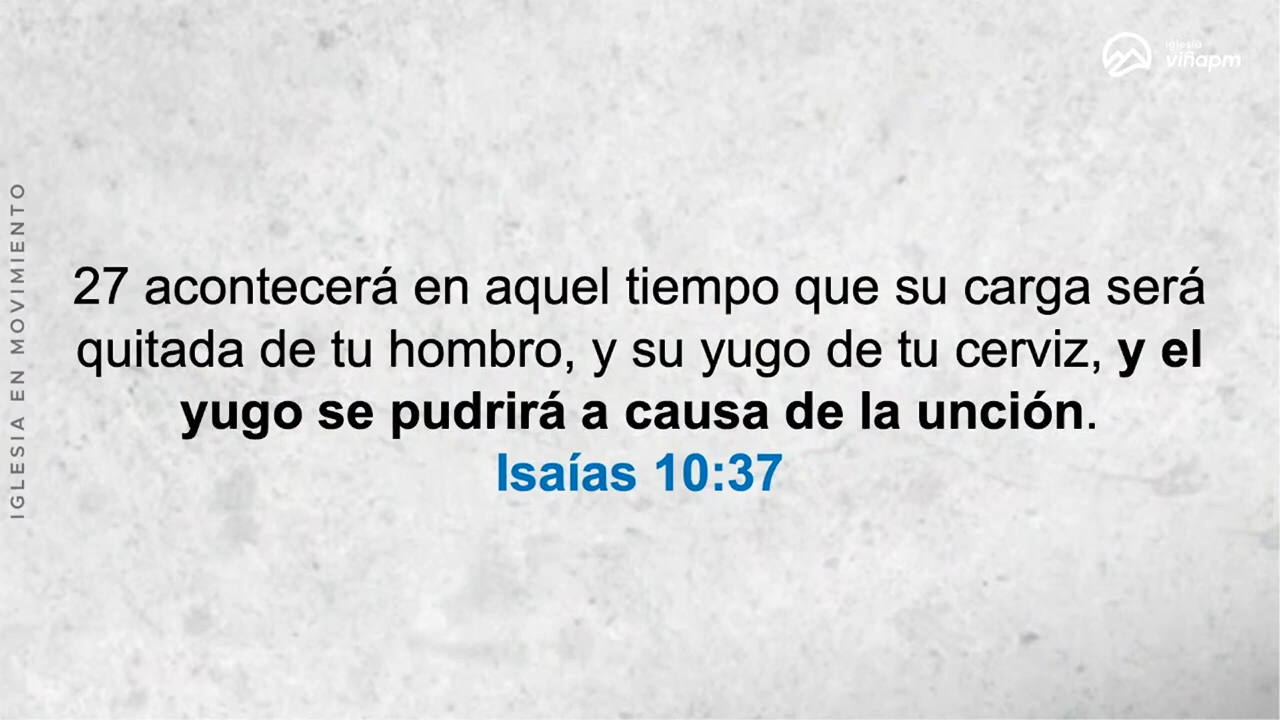 iglesia
viñapm
IGLESIA EN MOVIMIENTO
27 acontecerá en aquel tiempo que su carga será
quitada de tu hombro, y su yugo de tu cerviz, y el
yugo se pudrirá a causa de la unción.
Isaías 10:37